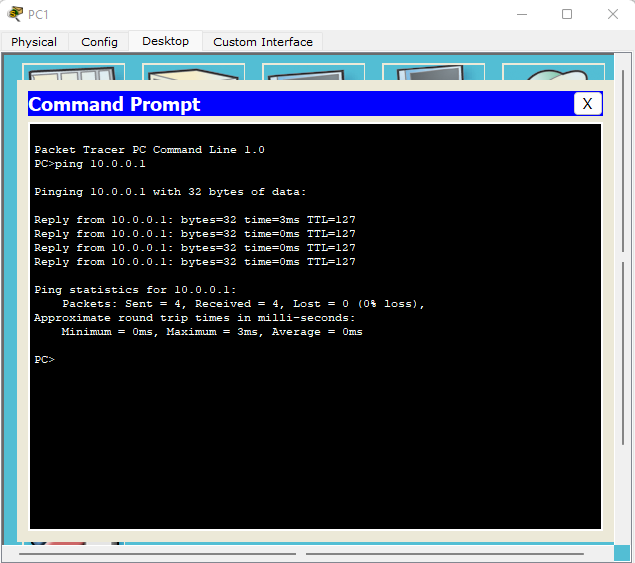 PC1
Physical Config Desktop Custom Interface
Command Prompt X
Packet Tracer PC Command Line 1.0
PC>ping 10.0.0.1
Pinging 10.0.0.1 with 32 bytes of data:
Reply from 10.0.0.1: bytes=32 time=3ms TTL=127
Reply from 10.0.0.1: bytes=32 time=0ms TTL=127
Reply from 10.0.0.1: bytes=32 time=0ms TTL=127
Reply from 10.0.0.1: bytes=32 time=0ms TTL=127
Ping statistics for 10.0.0.1:
    Packets: Sent = 4, Received = 4, Lost = 0 (0% loss),
Approximate round trip times in milli-seconds:
    Minimum = 0ms, Maximum = 3ms, Average = 0ms
PC>